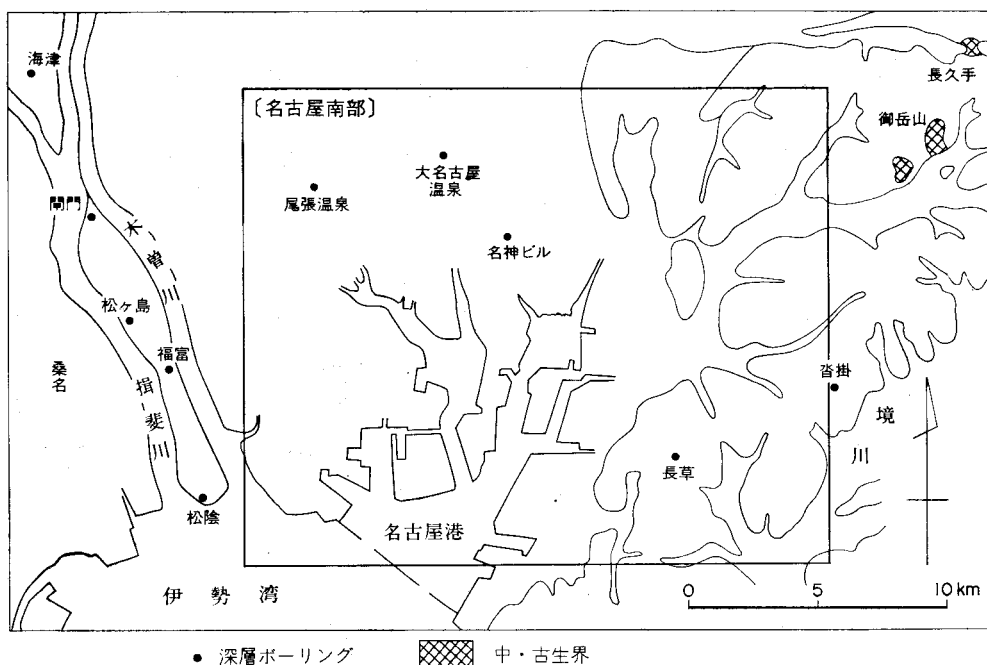 海津
長久手
〔名古屋南部〕
御岳山
大名古屋
温泉
尾張温泉
閘門
木曽川
名神ビル
松ヶ島
福富
桑名
揖斐川
沓掛
境川
長草
松陰
名古屋港
伊勢湾
0 5 10 km
深層ボーリング
中・古生界